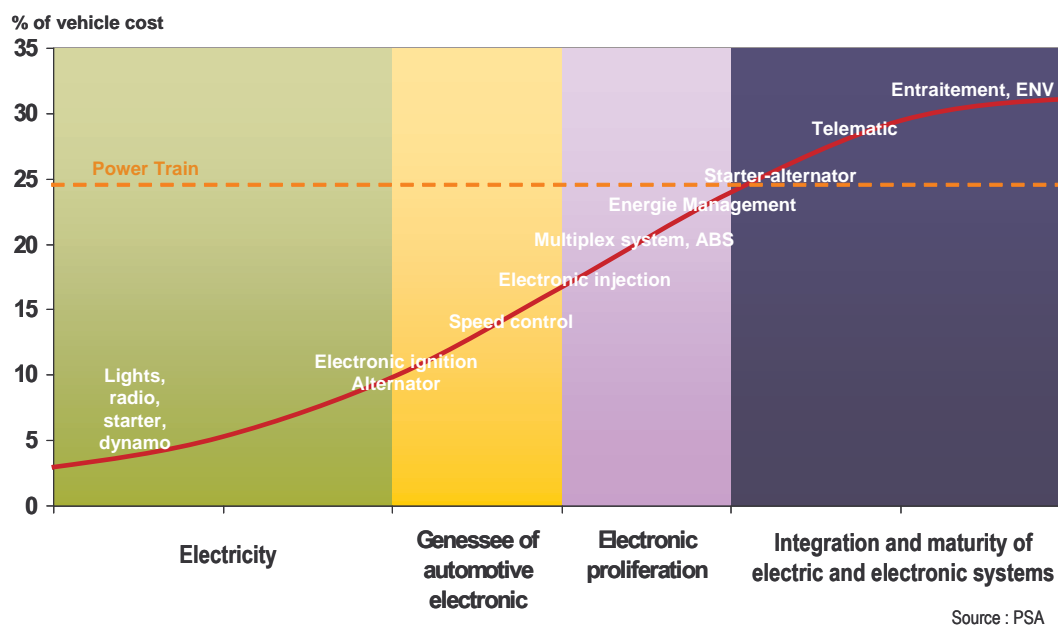 % of vehicle cost
35
30
25
20
15
10
5
0
Entraitement, ENV
Telematic
Power Train
Starter-alternator
Energie Management
Multiplex system, ABS
Electronic injection
Speed control
Electronic ignition
Alternator
Lights,
radio,
starter,
dynamo
Electricity
Genessee of
automotive
electronic
Electronic
proliferation
Integration and maturity of
electric and electronic systems
Source : PSA